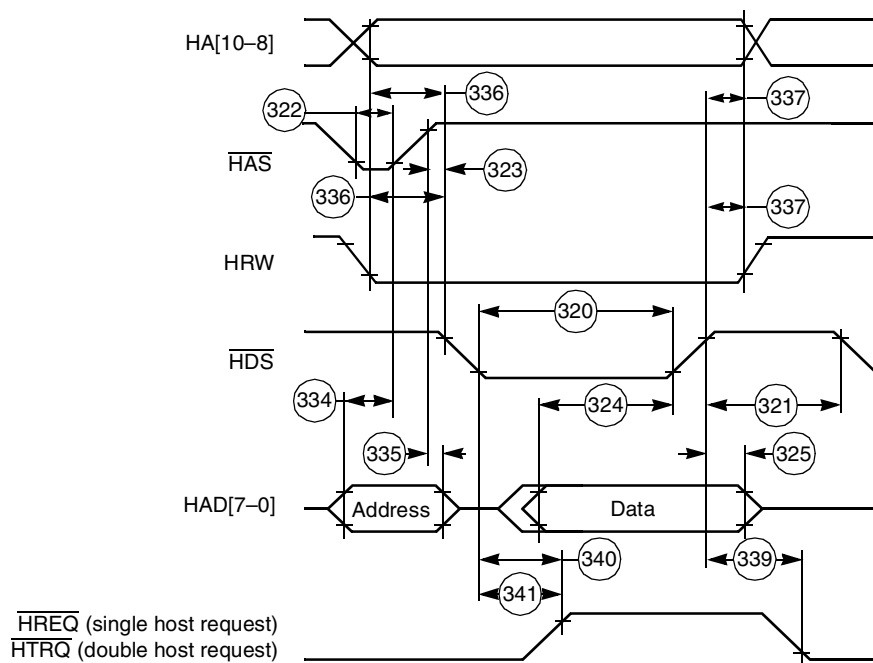 HA[10–8]
336
337
322
HAS
323
336
337
HRW
320
HDS
334
324
321
335
325
HAD[7–0]
Address
Data
340
339
341
HREQ (single host request)
HTRQ (double host request)